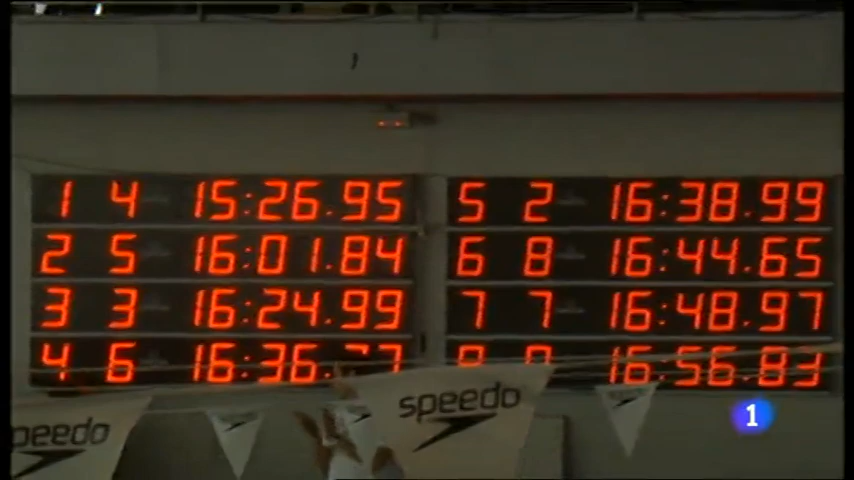 1 4 15:26.95
2 5 16:01.84
3 3 16:24.99
4 6 16:36.
5 2 16:38.99
6 8 16:44.65
7 7 16:48.97
16:56.83
speedo
speedo
1